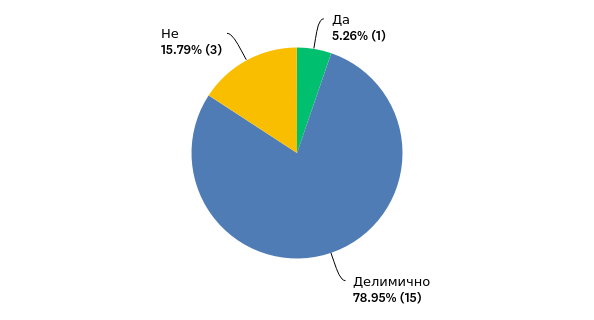 Да
5.26% (1)
Не
15.79% (3)
Делимично
78.95% (15)